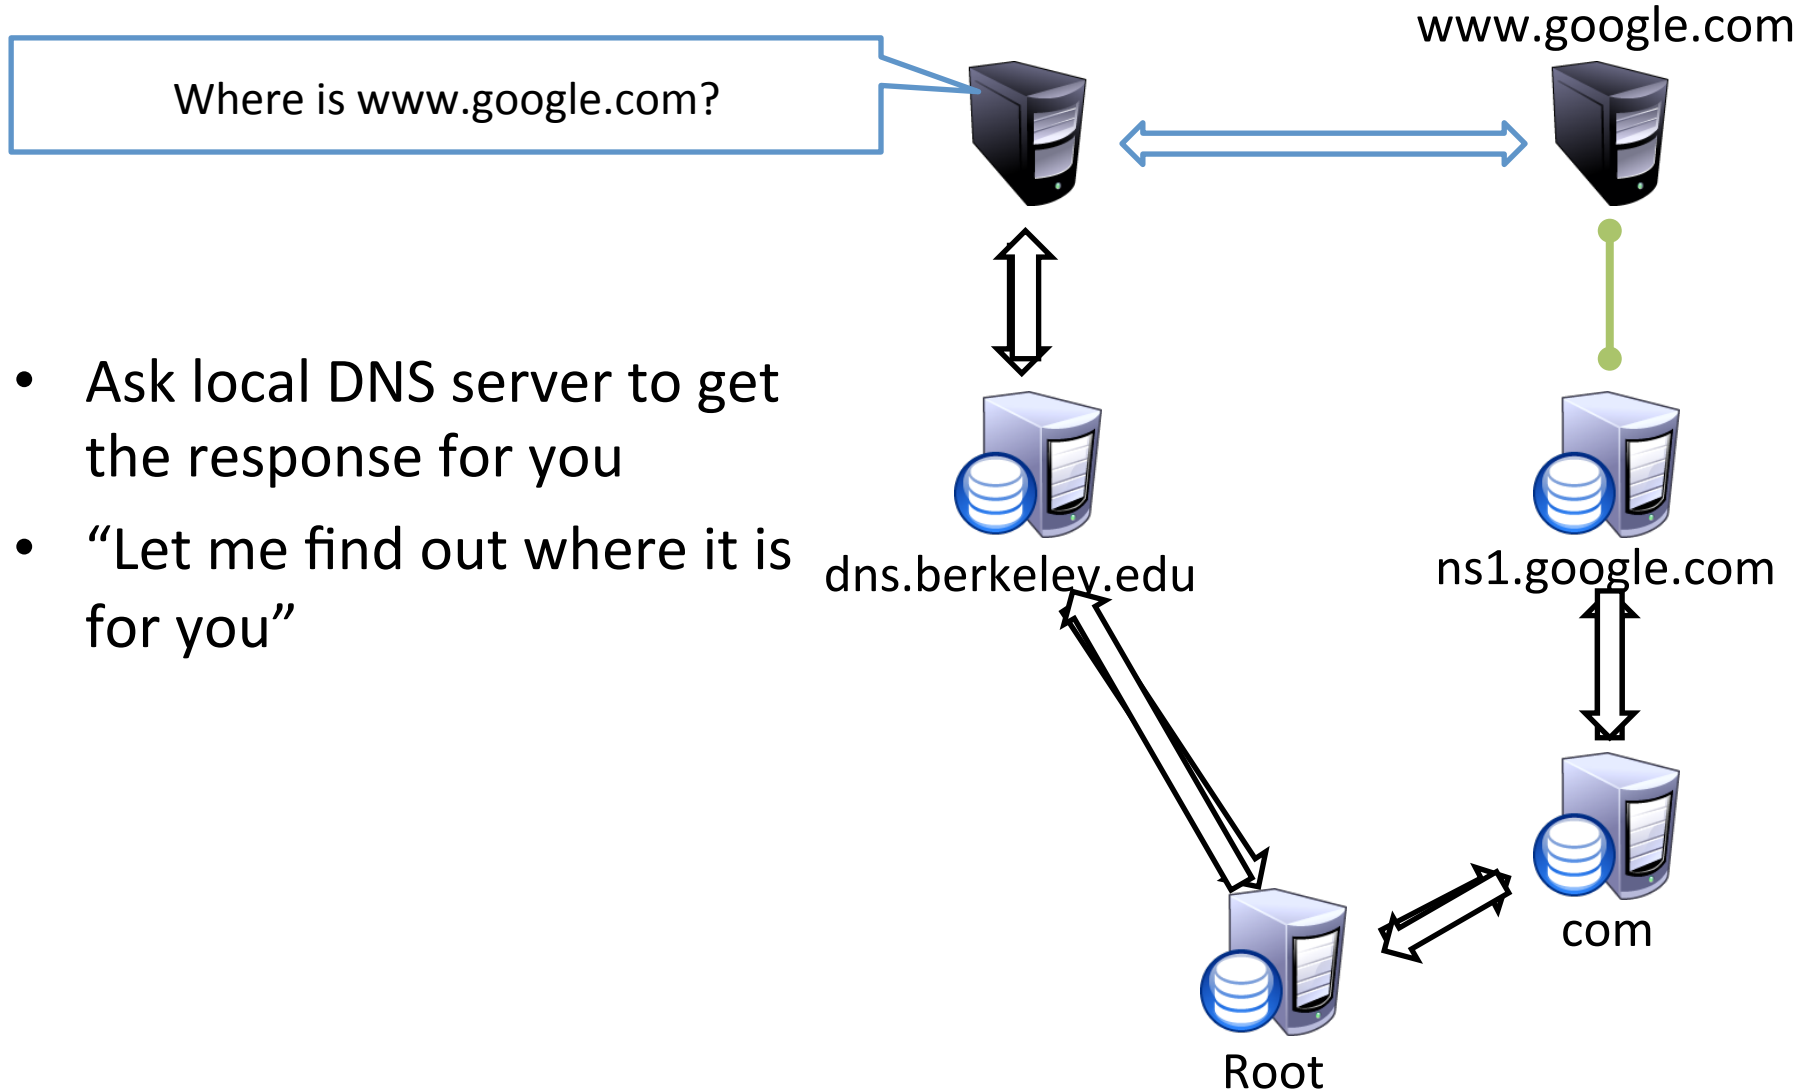 www.google.com
Where is www.google.com?
• Ask local DNS server to get
the response for you
• “Let me find out where it is
for you”
dns.berkeley.edu
ns1.google.com
com
Root